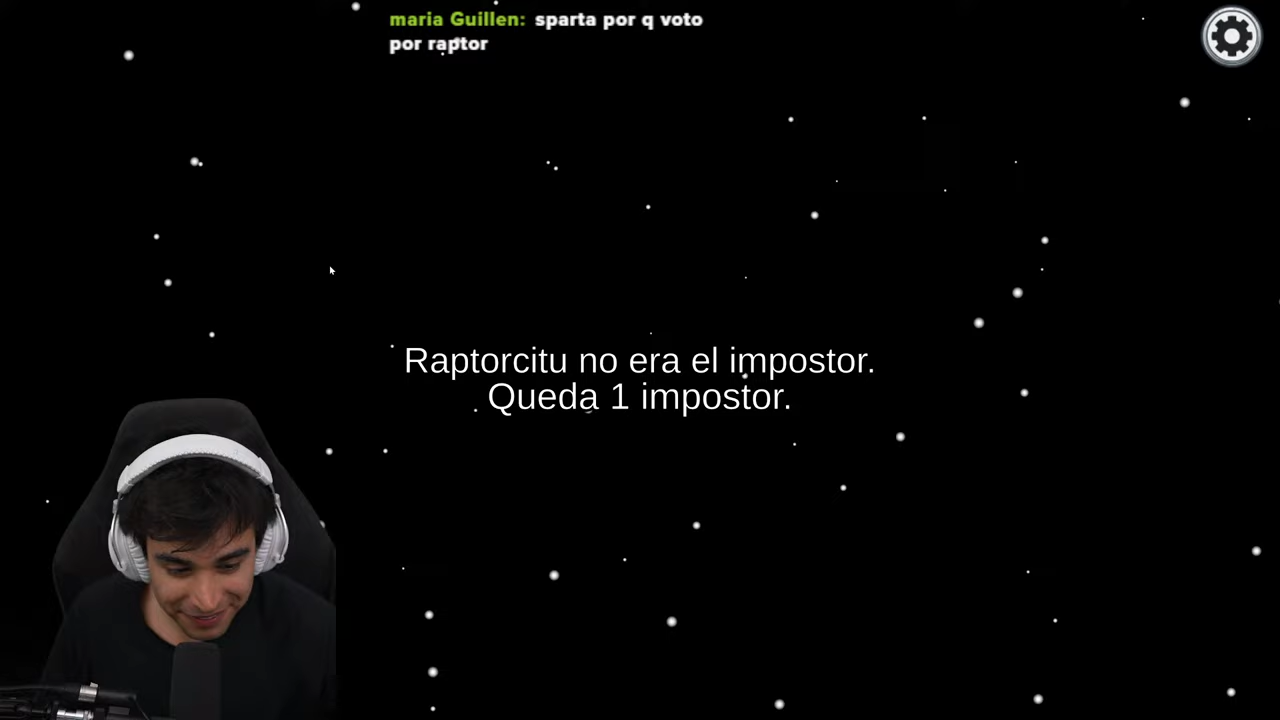 maria Guillen: sparta por q voto
por raptor
Raptorcitu no era el impostor.
Queda 1 impostor.